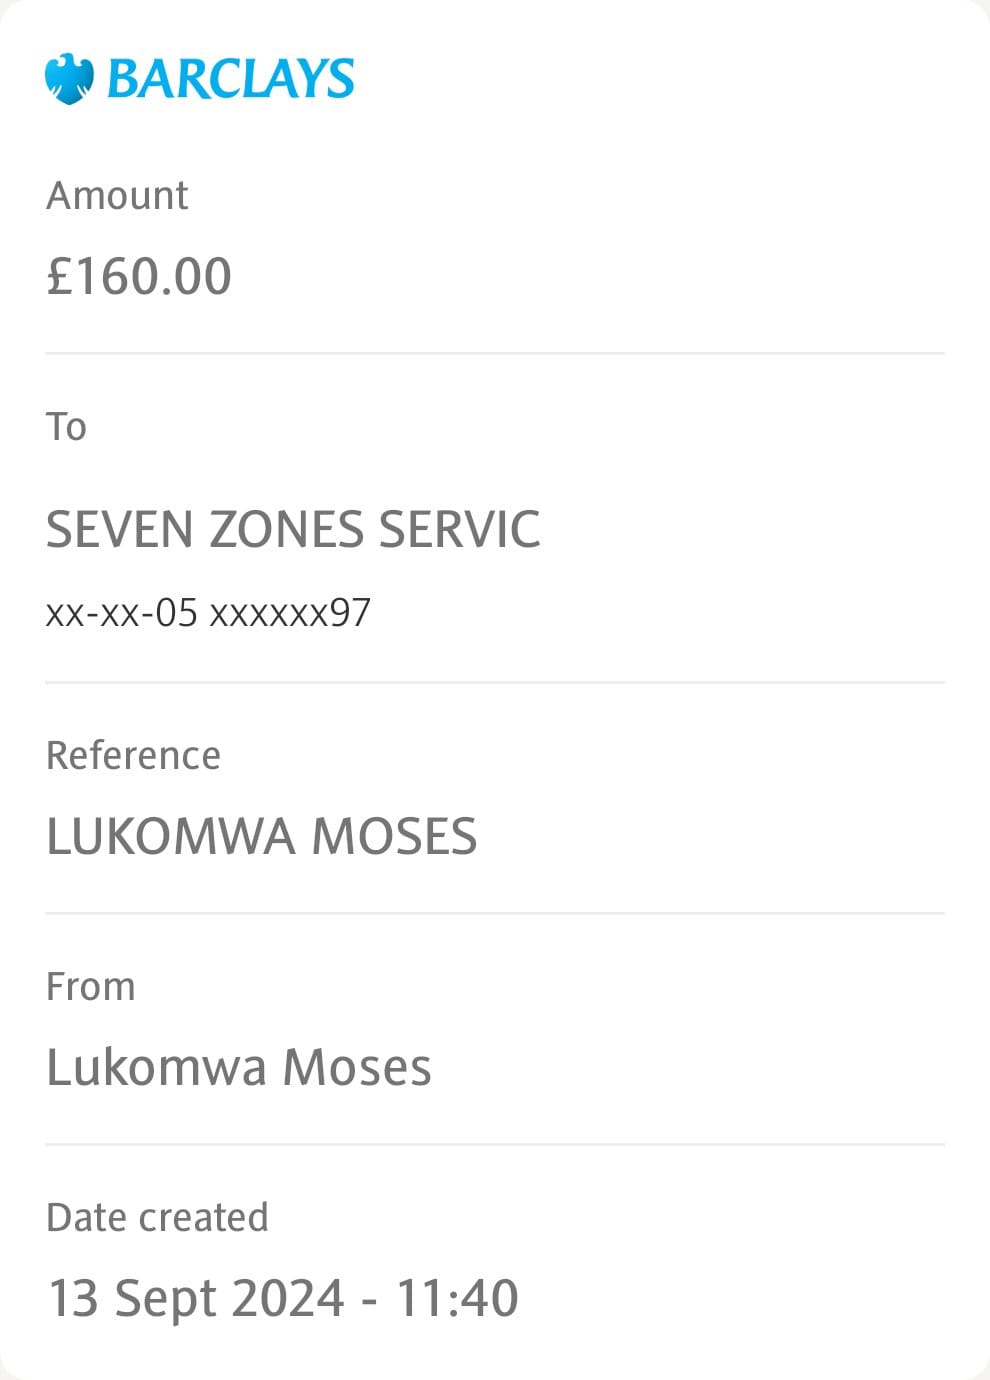 BARCLAYS
Amount
£160.00
To
SEVEN ZONES SERVIC
xx-xx-05 xxxxxx97
Reference
LUKOMWA MOSES
From
Lukomwa Moses
Date created
13 Sept 2024 - 11:40